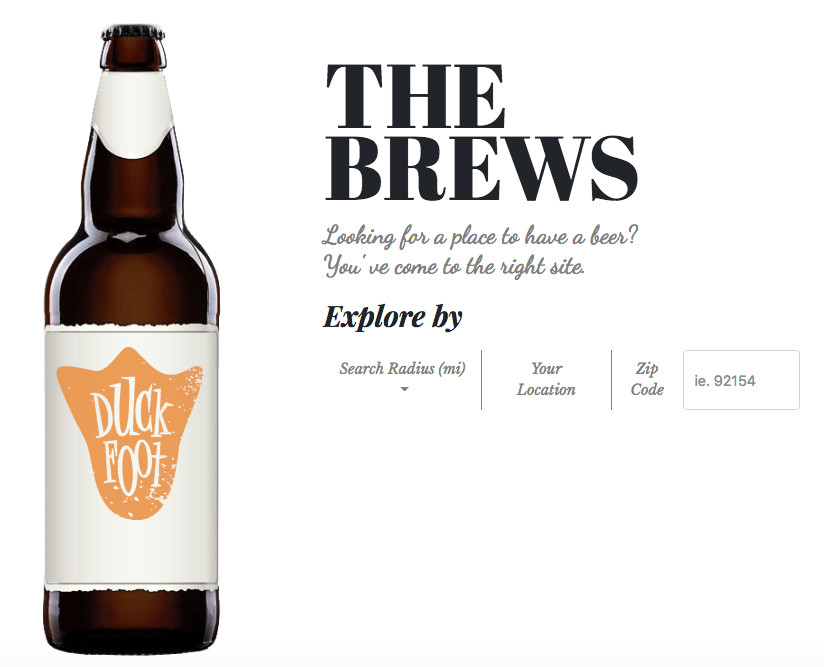 DUCK
FOOT
THE
BREWS
Looking for a place to have a beer?
You' ve come to the right site.
Explore by
Search Radius (mi)
Your
Location
Zip
Code
ie. 92154